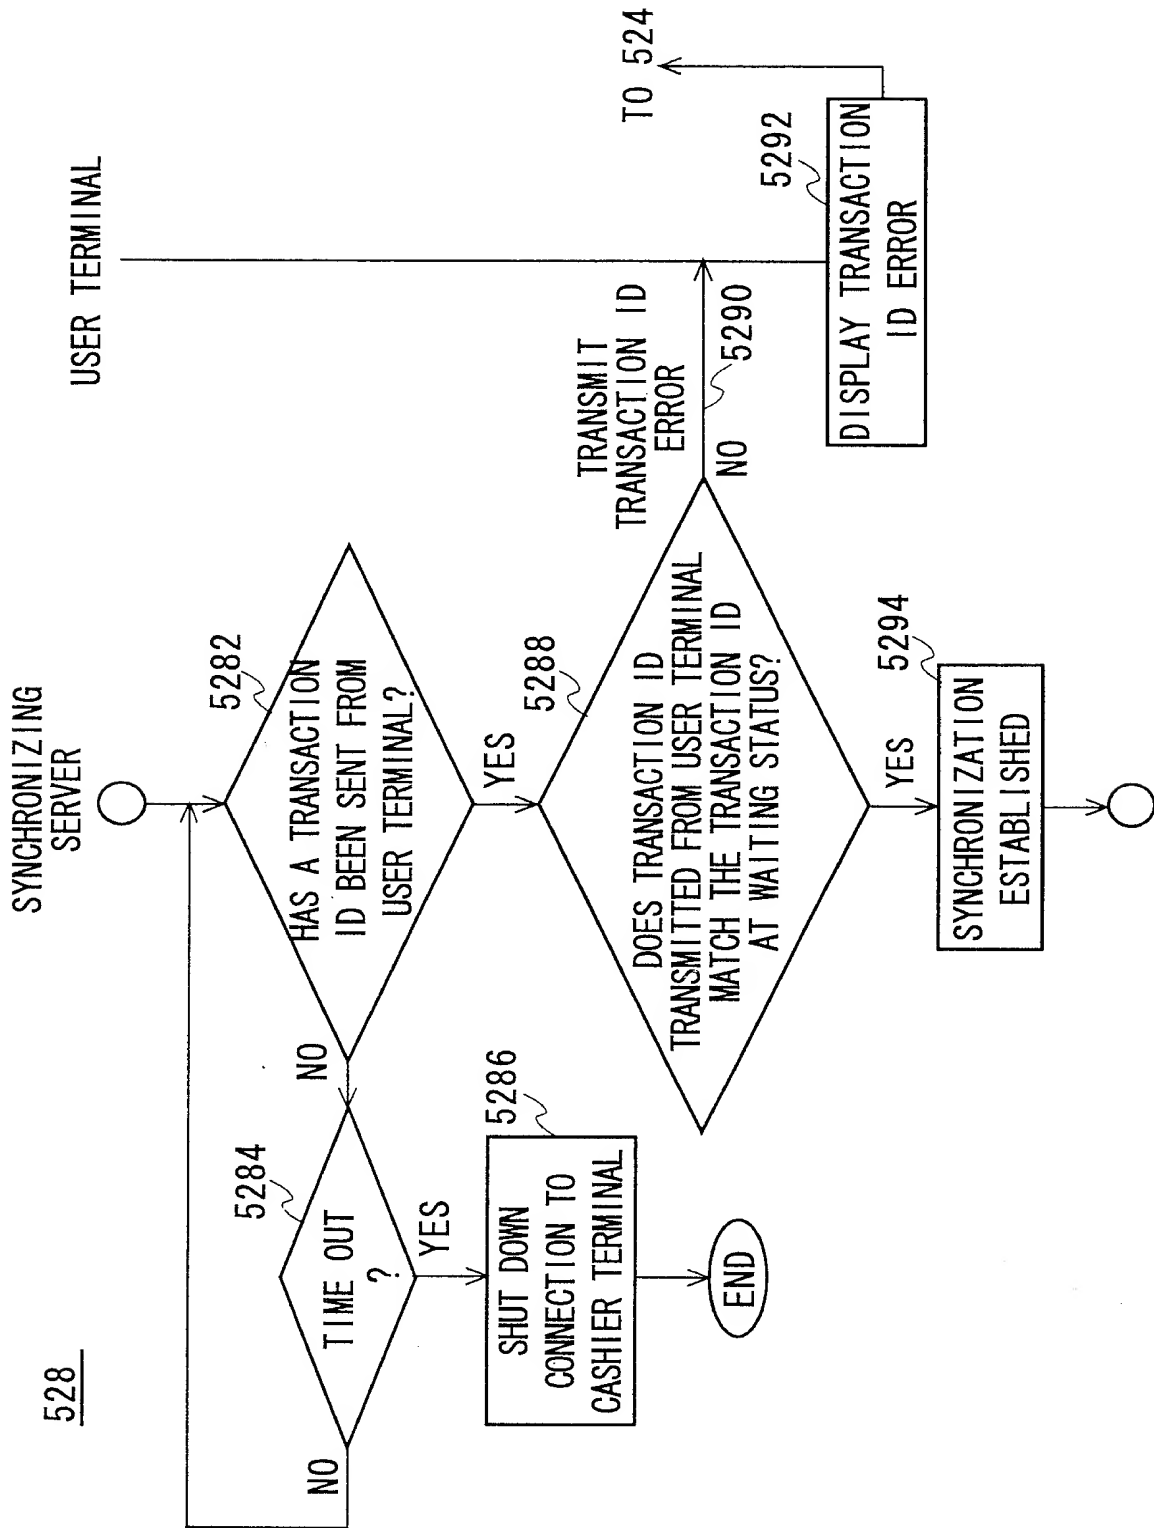 528
SYNCHRONIZING
SERVER
USER TERMINAL
5282
HAS A TRANSACTION
ID BEEN SENT FROM
USER TERMINAL?
NO
YES
5284
TIME OUT
?
NO
YES
5286
SHUT DOWN
CONNECTION TO
CASHIER TERMINAL
END
5288
DOES TRANSACTION ID
TRANSMITTED FROM USER TERMINAL
MATCH THE TRANSACTION ID
AT WAITING STATUS?
NO
TRANSMIT
TRANSACTION ID
ERROR
5290
YES
5294
SYNCHRONIZATION
ESTABLISHED
5292
DISPLAY TRANSACTION
ID ERROR
TO 524